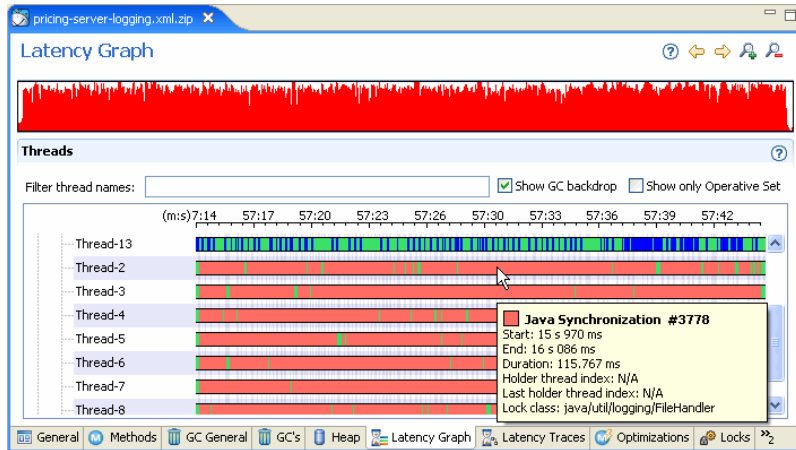 pricing-server-logging.xml.zip
Latency Graph
Threads
Filter thread names: Show GC backdrop Show only Operative Set
(m:s)7:14 57:17 57:20 57:23 57:26 57:30 57:33 57:36 57:39 57:42
Thread-13
Thread-2
Thread-3
Thread-4
Thread-5
Thread-6
Thread-7
Thread-8
Java Synchronization #3778
Start: 15 s 970 ms
End: 16 s 086 ms
Duration: 115.767 ms
Holder thread index: N/A
Last holder thread index: N/A
Lock class: java/util/logging/FileHandler
General Methods GC General GC's Heap Latency Graph Latency Traces Optimizations Locks »2